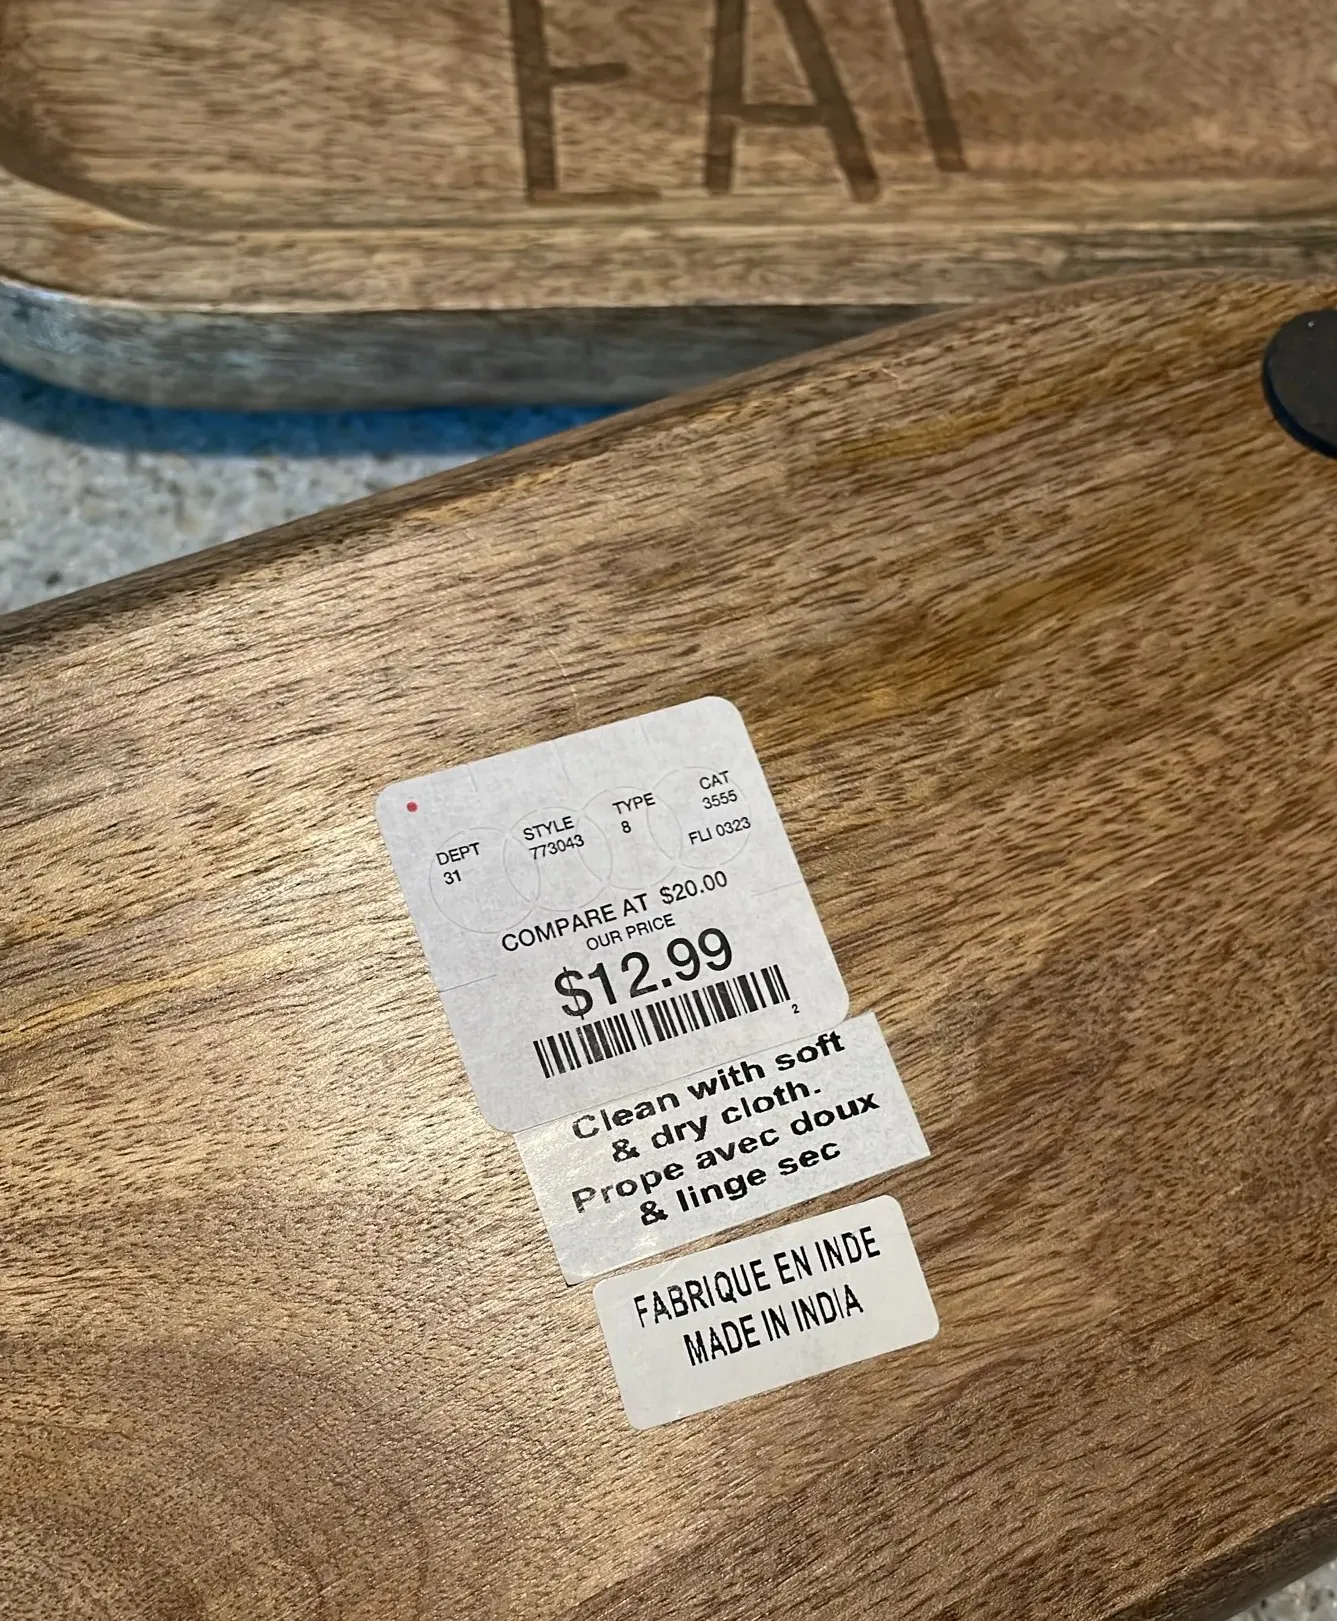 EAT
DEPT STYLE TYPE CAT
31 773043 8 3555
FLI 0323
COMPARE AT $20.00
OUR PRICE
$12.99
2
Clean with soft
& dry cloth.
Prope avec doux
& linge sec
FABRIQUE EN INDE
MADE IN INDIA